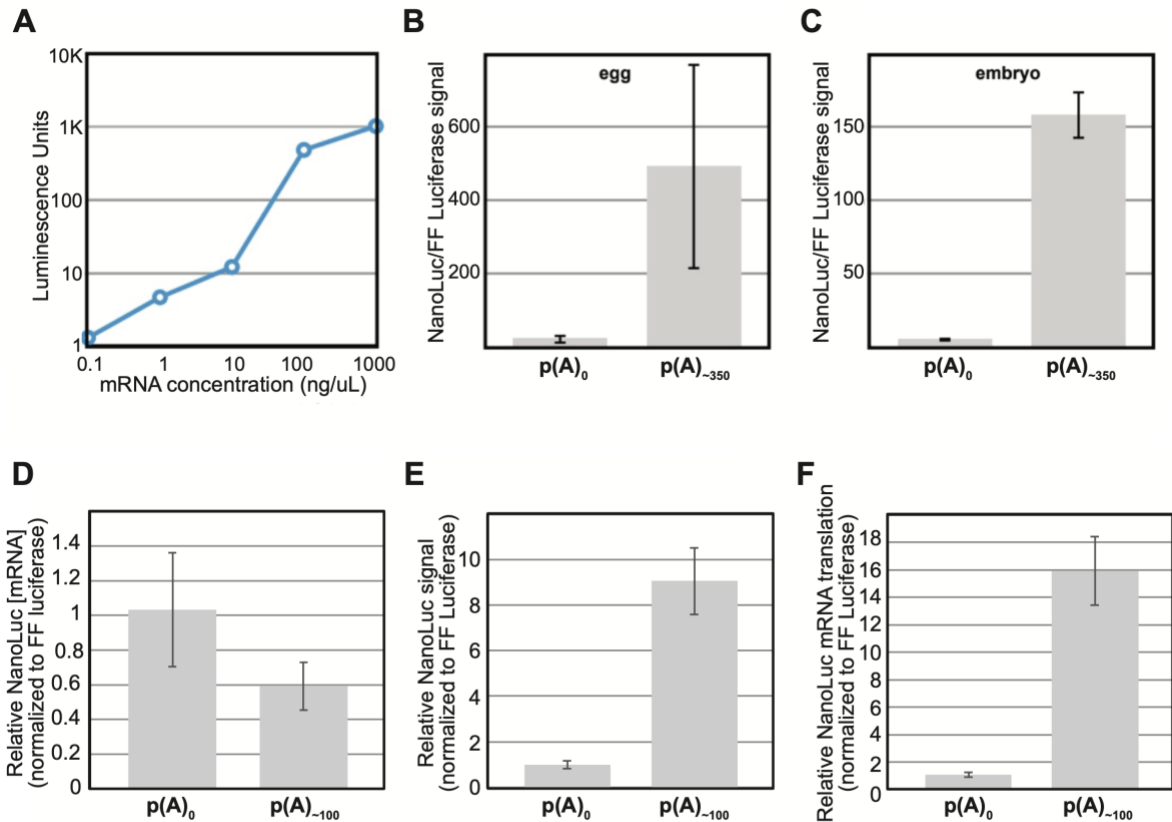 A
Luminescence Units
10K
1K
100
10
1
0.1 1 10 100 1000
mRNA concentration (ng/uL)
B
NanoLuc/FF Luciferase signal
egg
600
400
200
p(A)0 p(A)~350
C
NanoLuc/FF Luciferase signal
embryo
150
100
50
p(A)0 p(A)~350
D
Relative NanoLuc [mRNA]
(normalized to FF luciferase)
1.4
1.2
1
0.8
0.6
0.4
0.2
0
p(A)0 p(A)~100
E
Relative NanoLuc signal
(normalized to FF Luciferase)
10
8
6
4
2
0
p(A)0 p(A)~100
F
Relative NanoLuc mRNA translation
(normalized to FF Luciferase)
18
16
14
12
10
8
6
4
2
0
p(A)0 p(A)~100